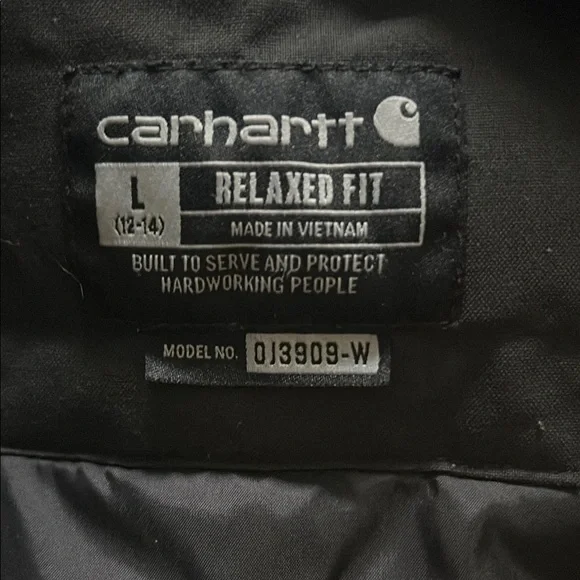 carhartt
L
(12-14)
RELAXED FIT
MADE IN VIETNAM
BUILT TO SERVE AND PROTECT
HARDWORKING PEOPLE
MODEL NO. OJ3909-W